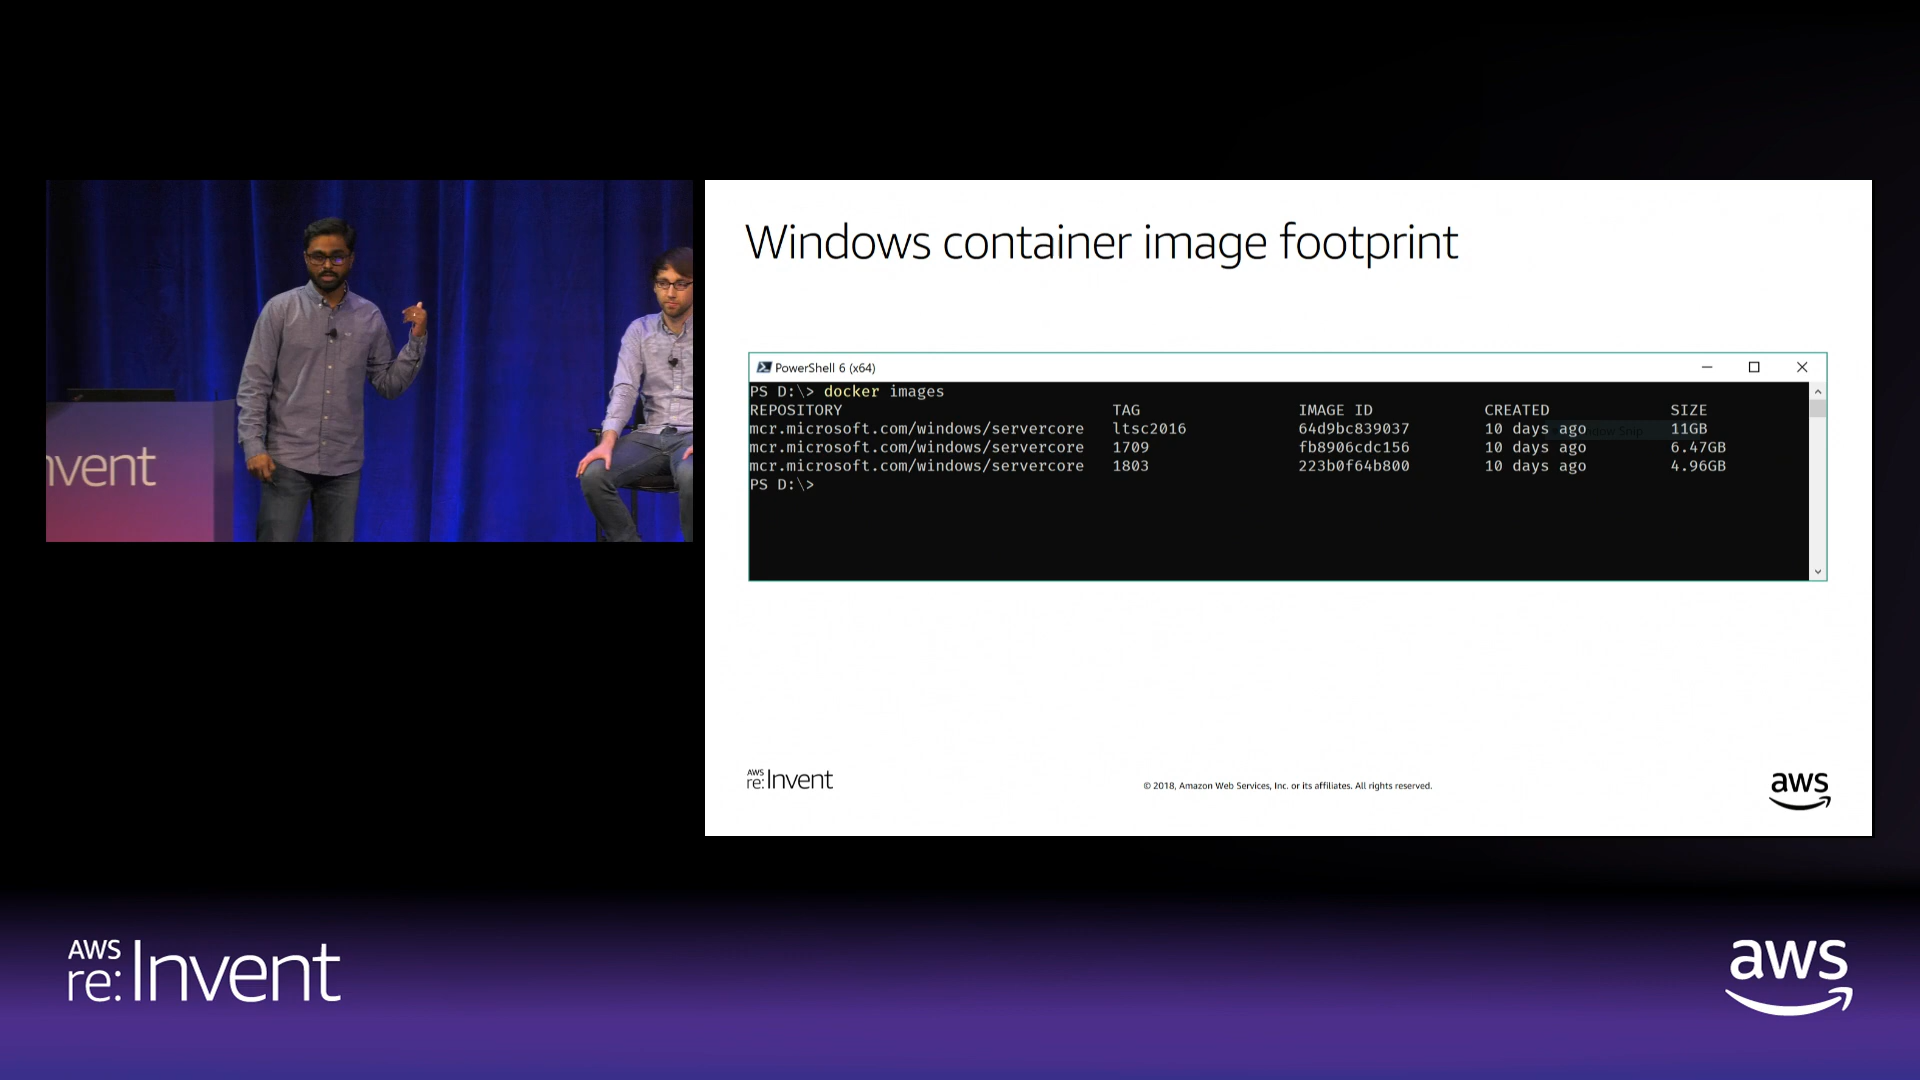 Windows container image footprint
PowerShell 6 (x64)
PS D:\> docker images
REPOSITORY TAG IMAGE ID CREATED SIZE
mcr.microsoft.com/windows/servercore ltsc2016 64d9bc839037 10 days ago 11GB
mcr.microsoft.com/windows/servercore 1709 fb8906cdc156 10 days ago 6.47GB
mcr.microsoft.com/windows/servercore 1803 223b0f64b800 10 days ago 4.96GB
PS D:\>
nvent
AWS
re:Invent
© 2018, Amazon Web Services, Inc. or its affiliates. All rights reserved.
aws
AWS
re:Invent
aws